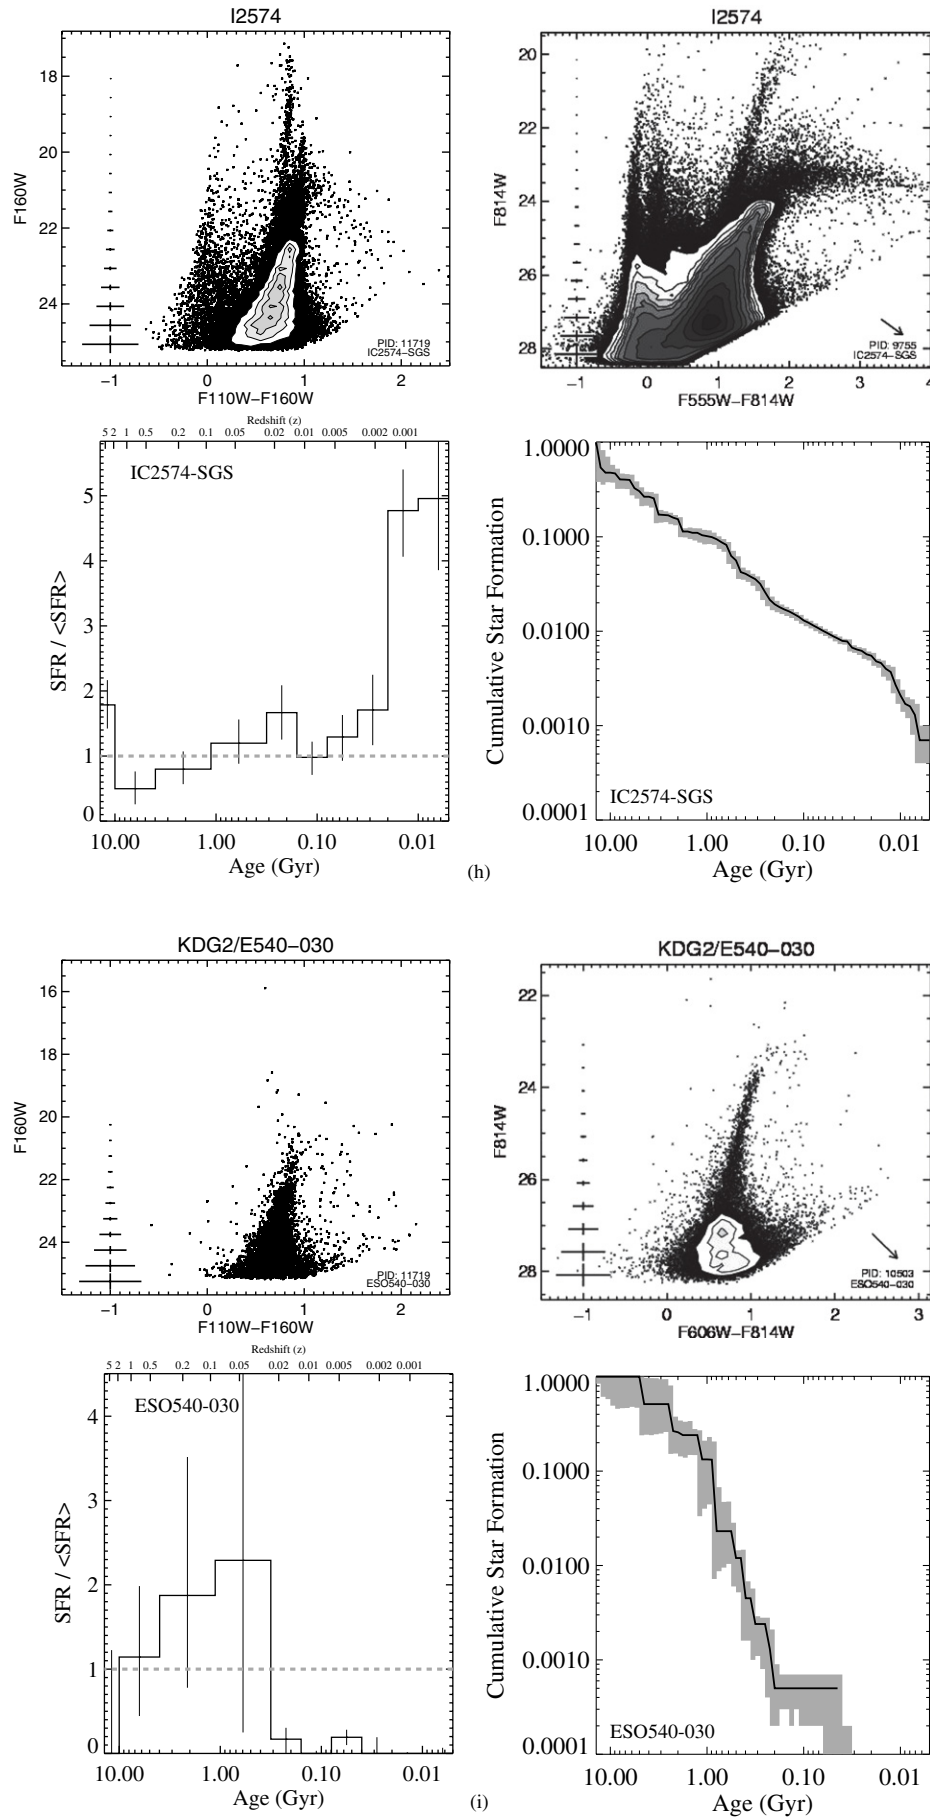 I2574
I2574
18
20
22
24
F160W
PID: 11719
IC2574-SGS
−1 0 1 2
F110W−F160W
20
22
24
26
28
F814W
PID: 9755
IC2574-SGS
−1 0 1 2 3 4
F555W−F814W
Redshift (z)
5 2 1 0.5 0.2 0.1 0.05 0.02 0.01 0.005 0.002 0.001
IC2574-SGS
5
4
3
2
1
0
SFR / <SFR>
10.00 1.00 0.10 0.01
Age (Gyr)
1.0000
0.1000
0.0100
0.0010
0.0001
Cumulative Star Formation
IC2574-SGS
10.00 1.00 0.10 0.01
Age (Gyr)
(h)
KDG2/E540−030
KDG2/E540−030
16
18
20
22
24
F160W
PID: 11719
ESO540-030
−1 0 1 2
F110W−F160W
22
24
26
28
F814W
PID: 10503
ESO540-030
−1 0 1 2 3
F606W−F814W
Redshift (z)
5 2 1 0.5 0.2 0.1 0.05 0.02 0.01 0.005 0.002 0.001
ESO540-030
4
3
2
1
0
SFR / <SFR>
10.00 1.00 0.10 0.01
Age (Gyr)
1.0000
0.1000
0.0100
0.0010
0.0001
Cumulative Star Formation
ESO540-030
10.00 1.00 0.10 0.01
Age (Gyr)
(i)